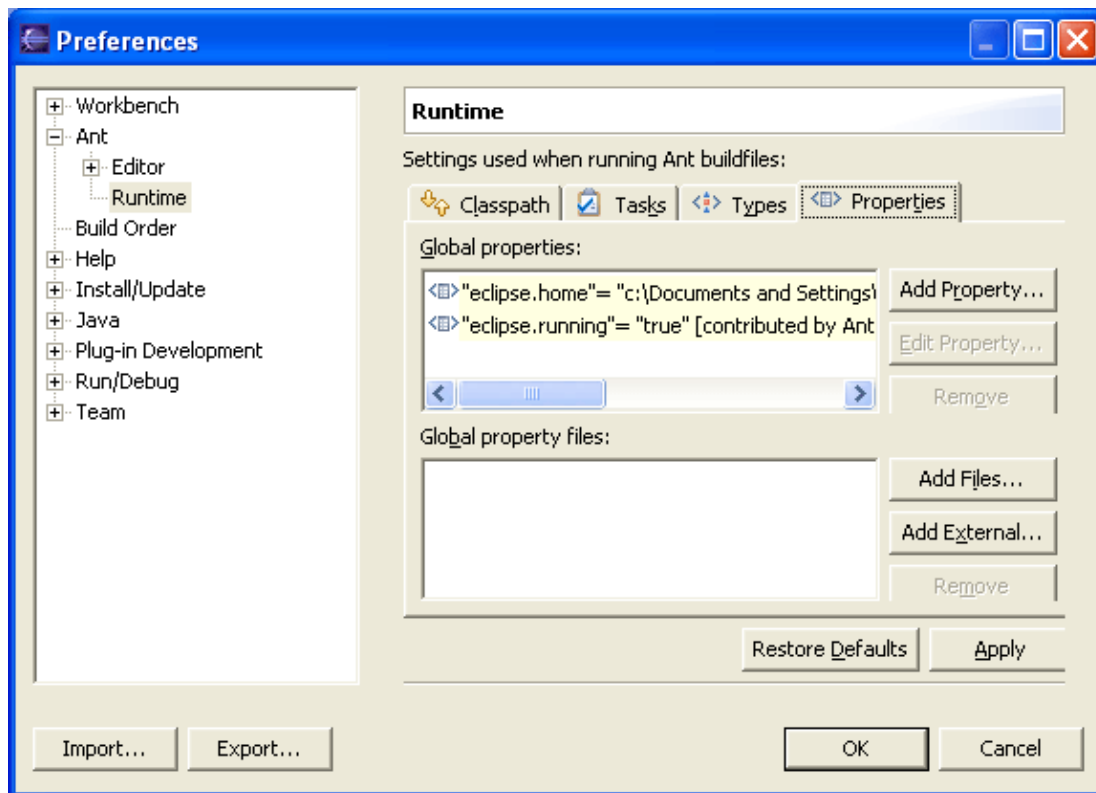 Preferences
Workbench
Ant
Editor
Runtime
Build Order
Help
Install/Update
Java
Plug-in Development
Run/Debug
Team
Runtime
Settings used when running Ant buildfiles:
Classpath Tasks Types Properties
Global properties:
"eclipse.home"= "c:\Documents and Settings\
"eclipse.running"= "true" [contributed by Ant
Add Property...
Edit Property...
Remove
Global property files:
Add Files...
Add External...
Remove
Restore Defaults Apply
Import... Export... OK Cancel